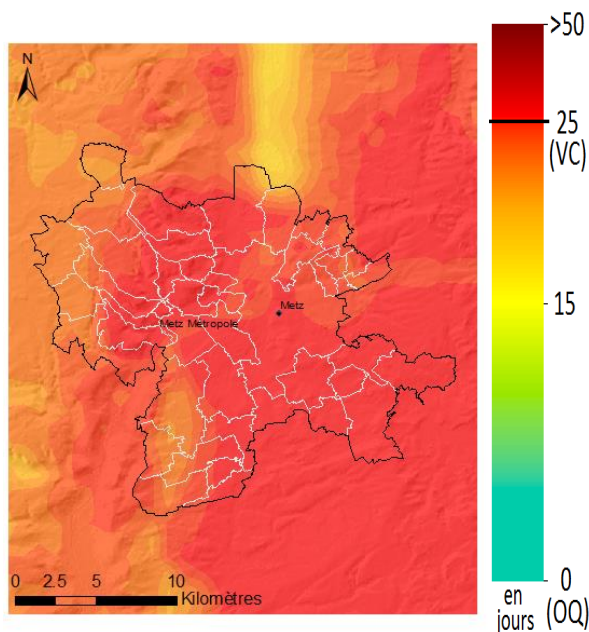 N
>50
25
(VC)
15
0
(OQ)
en
jours
Metz
Metz Métropole
0 2.5 5 10
Kilomètres